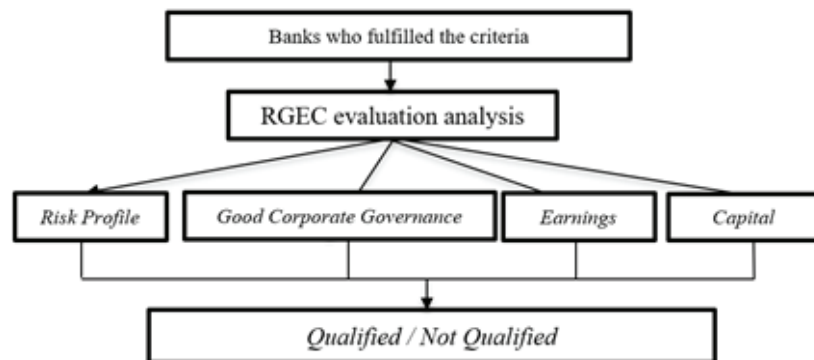 Banks who fulfilled the criteria
RGEC evaluation analysis
Risk Profile
Good Corporate Governance
Earnings
Capital
Qualified / Not Qualified